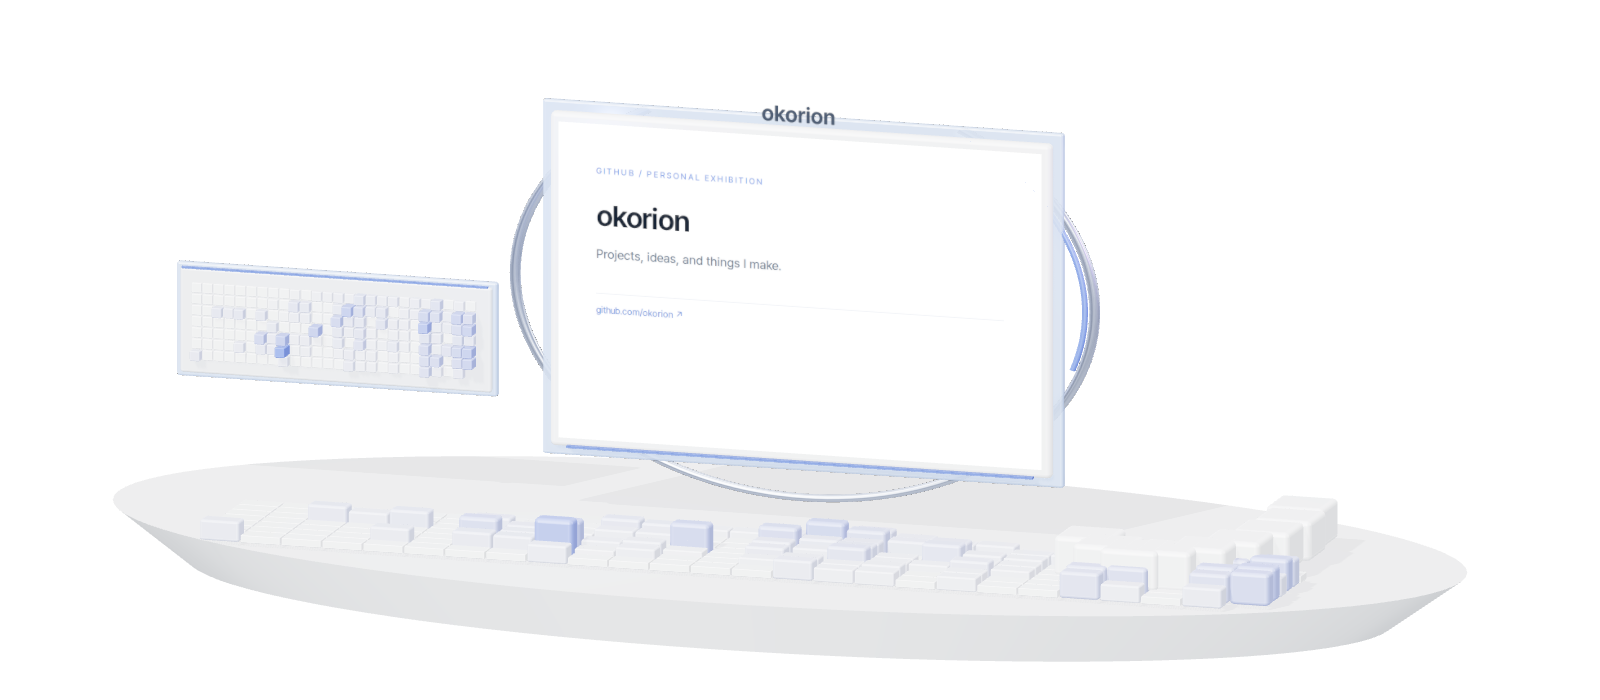 okorion
GITHUB / PERSONAL EXHIBITION
okorion
Projects, ideas, and things I make.
github.com/okorion ↗